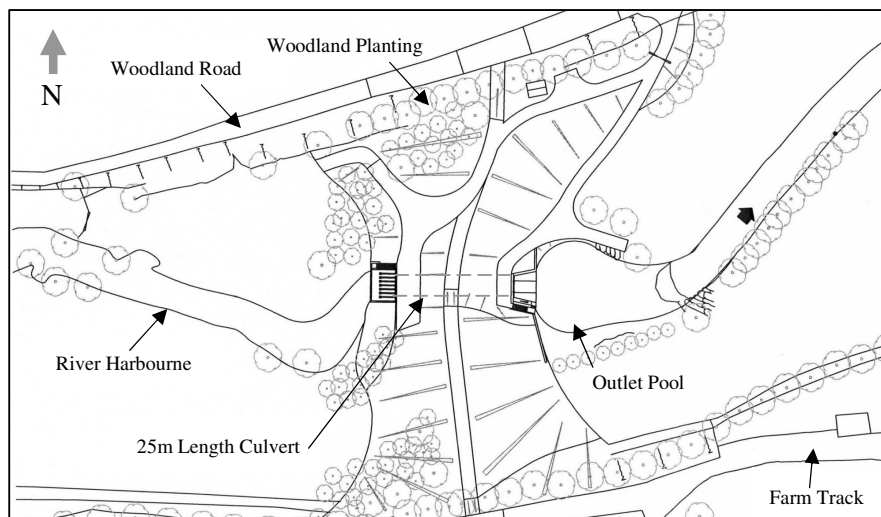 Woodland Planting
Woodland Road
N
River Harbourne
Outlet Pool
25m Length Culvert
Farm Track